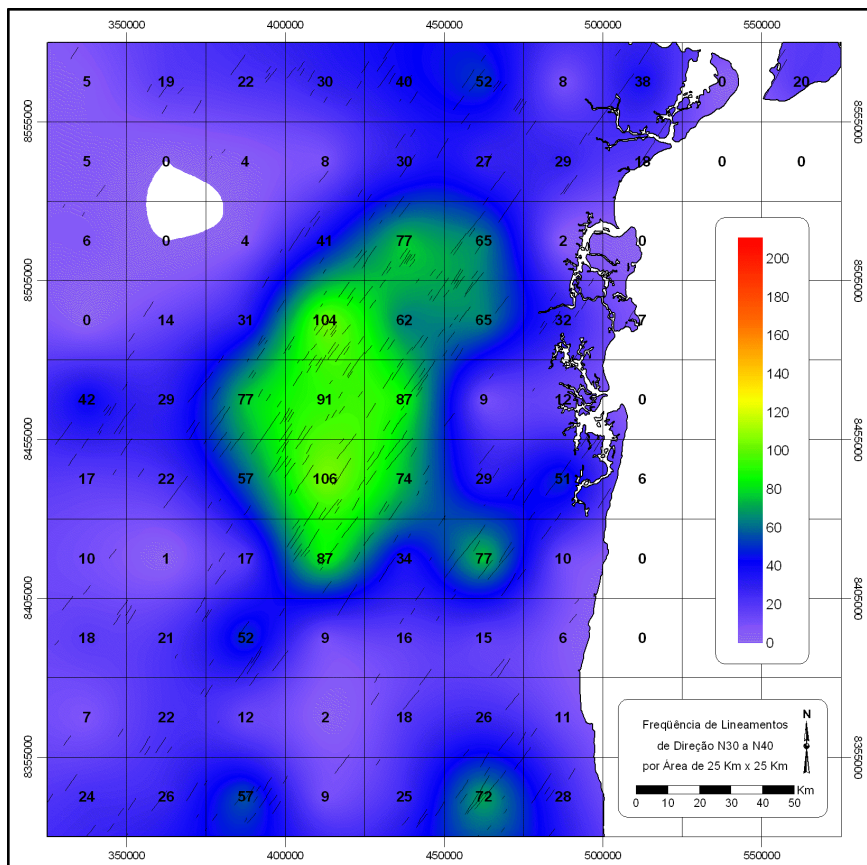 350000 400000 450000 500000 550000
5 19 22 30 40 52 8 38 0 20
8555000 8555000
5 0 4 8 30 27 29 18 0 0
6 0 4 41 77 65 2 0
8505000 8505000
0 14 31 104 62 65 32 7
42 29 77 91 87 9 12 0
8455000 8455000
17 22 57 106 74 29 51 6
10 1 17 87 34 77 10 0
8405000 8405000
18 21 52 9 16 15 6 0
7 22 12 2 18 26 11
8355000 8355000
24 26 57 9 25 72 28
350000 400000 450000 500000 550000
200
180
160
140
120
100
80
60
40
20
0
N
Freqüência de Lineamentos
de Direção N30 a N40
por Área de 25 Km x 25 Km
Km
0 10 20 30 40 50